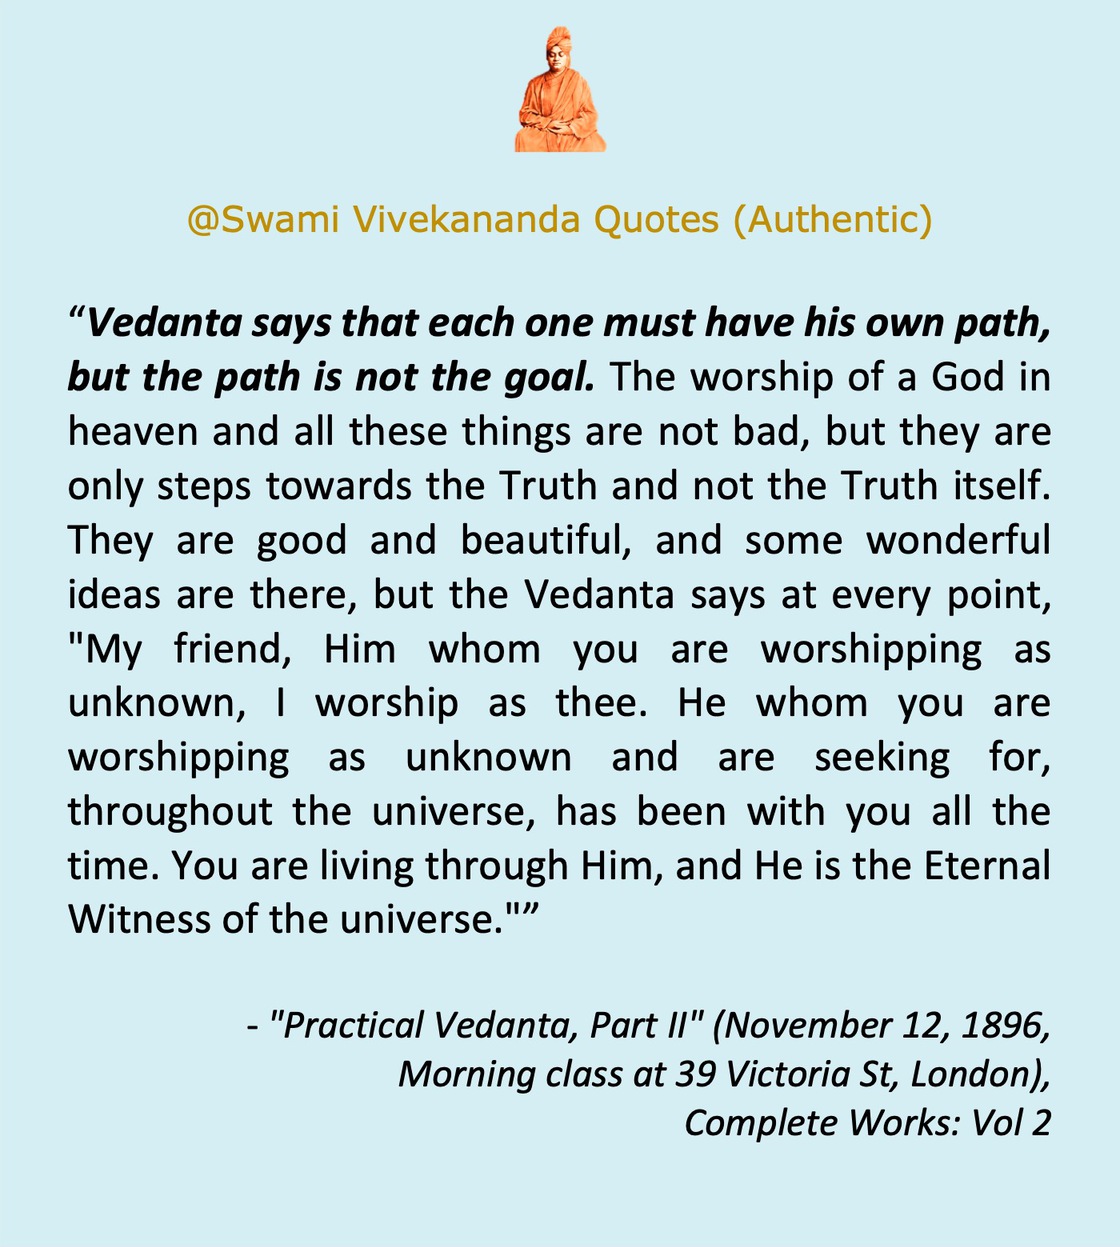 @Swami Vivekananda Quotes (Authentic)
“Vedanta says that each one must have his own path,
but the path is not the goal. The worship of a God in
heaven and all these things are not bad, but they are
only steps towards the Truth and not the Truth itself.
They are good and beautiful, and some wonderful
ideas are there, but the Vedanta says at every point,
"My friend, Him whom you are worshipping as
unknown, I worship as thee. He whom you are
worshipping as unknown and are seeking for,
throughout the universe, has been with you all the
time. You are living through Him, and He is the Eternal
Witness of the universe."”
- "Practical Vedanta, Part II" (November 12, 1896,
Morning class at 39 Victoria St, London),
Complete Works: Vol 2